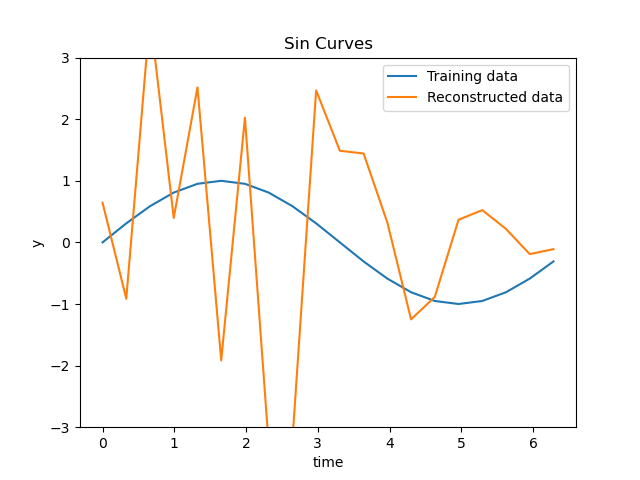 Sin Curves
Training data
Reconstructed data
3
2
1
0
−1
−2
−3
y
0 1 2 3 4 5 6
time